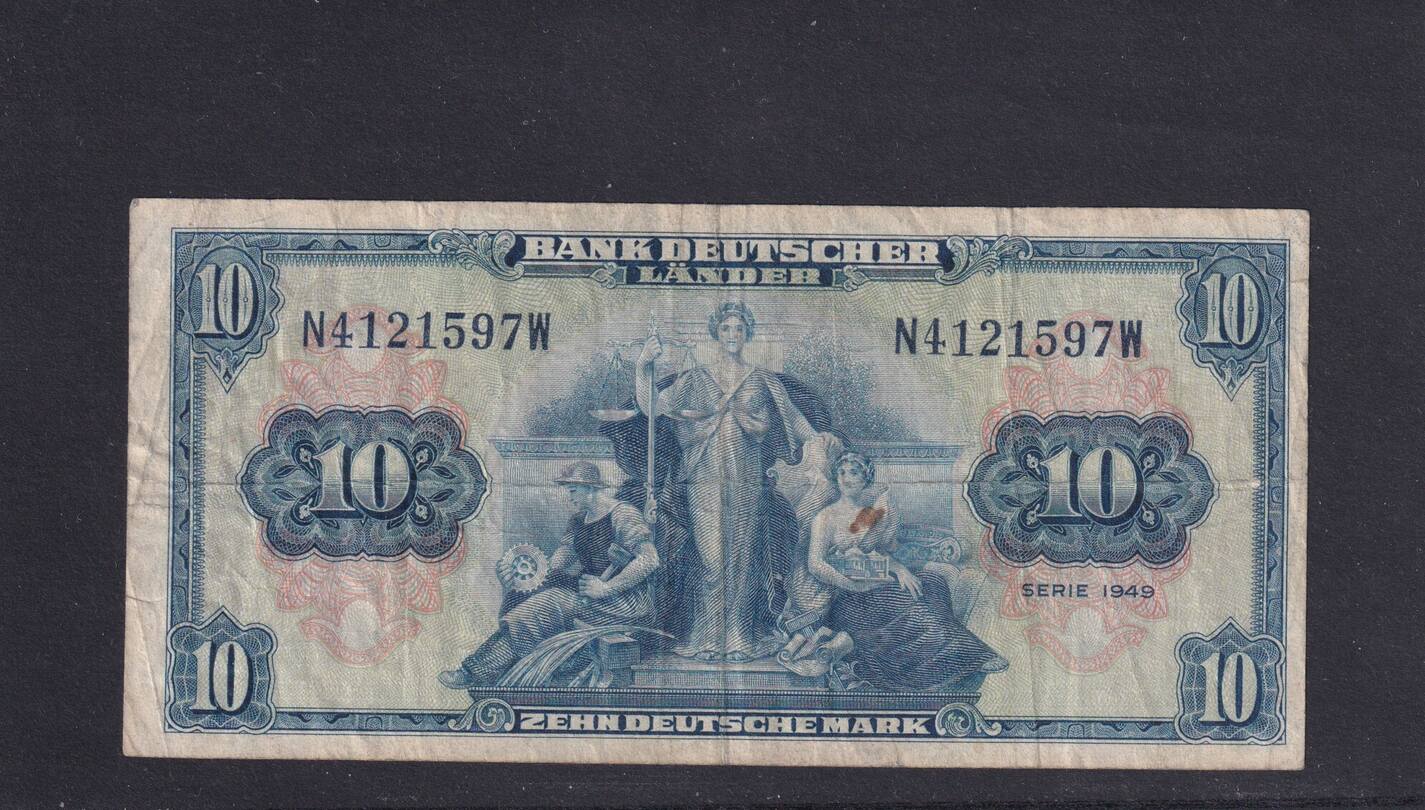 BANK DEUTSCHER
LÄNDER
10 10
N4121597W N4121597W
10 10
SERIE 1949
10 10
ZEHN DEUTSCHE MARK